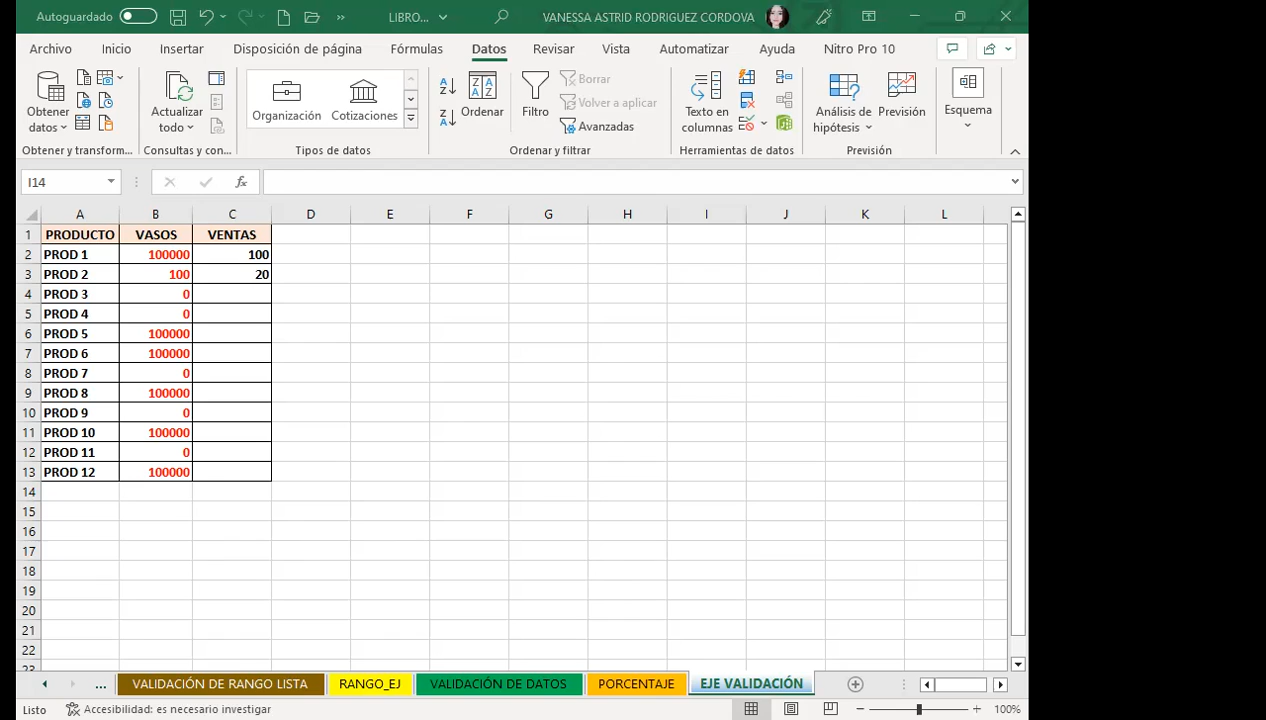 Autoguardado LIBRO... VANESSA ASTRID RODRIGUEZ CORDOVA
Archivo Inicio Insertar Disposición de página Fórmulas Datos Revisar Vista Automatizar Ayuda Nitro Pro 10
Obtener datos
Actualizar todo
Organización Cotizaciones
Ordenar
Filtro
Borrar
Volver a aplicar
Avanzadas
Texto en columnas
Análisis de hipótesis
Previsión
Esquema
Obtener y transform... Consultas y con... Tipos de datos Ordenar y filtrar Herramientas de datos Previsión
I14 fx
A B C D E F G H I J K L
1 PRODUCTO VASOS VENTAS
2 PROD 1 100000 100
3 PROD 2 100 20
4 PROD 3 0
5 PROD 4 0
6 PROD 5 100000
7 PROD 6 100000
8 PROD 7 0
9 PROD 8 100000
10 PROD 9 0
11 PROD 10 100000
12 PROD 11 0
13 PROD 12 100000
14
15
16
17
18
19
20
21
22
23
... VALIDACIÓN DE RANGO LISTA RANGO_EJ VALIDACIÓN DE DATOS PORCENTAJE EJE VALIDACIÓN
Listo Accesibilidad: es necesario investigar 100%